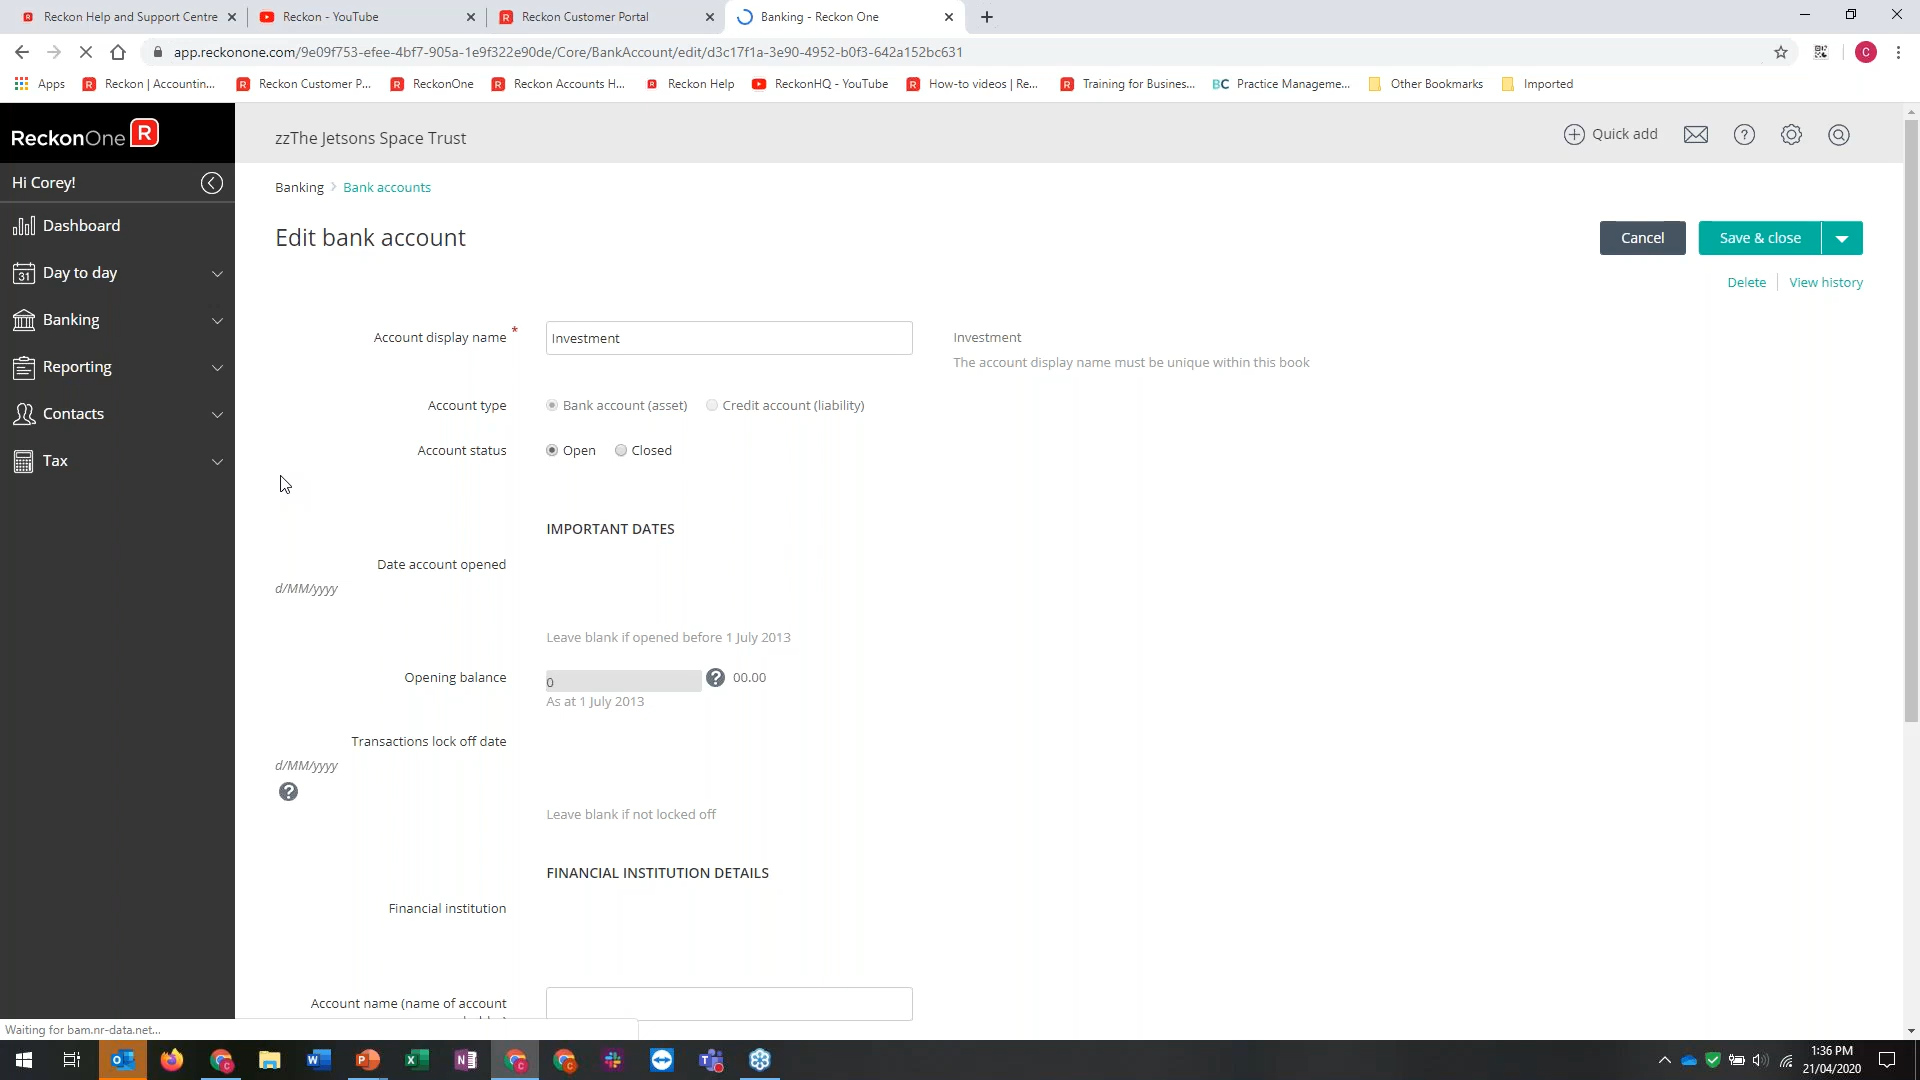 Reckon Help and Support Centre
Reckon - YouTube
Reckon Customer Portal
Banking - Reckon One
app.reckonone.com/9e09f753-efee-4bf7-905a-1e9f322e90de/Core/BankAccount/edit/d3c17f1a-3e90-4952-b0f3-642a152bc631
C
Apps
Reckon | Accountin...
Reckon Customer P...
ReckonOne
Reckon Accounts H...
Reckon Help
ReckonHQ - YouTube
How-to videos | Re...
Training for Busines...
BC Practice Manageme...
Other Bookmarks
Imported
ReckonOne R
zzThe Jetsons Space Trust
Quick add
Hi Corey!
Dashboard
31 Day to day
Banking
Reporting
Contacts
Tax
Banking > Bank accounts
Edit bank account
Cancel
Save & close
Delete
View history
Account display name *
Investment
Investment
The account display name must be unique within this book
Account type
Bank account (asset)
Credit account (liability)
Account status
Open
Closed
IMPORTANT DATES
Date account opened
d/MM/yyyy
Leave blank if opened before 1 July 2013
Opening balance
0
? 00.00
As at 1 July 2013
Transactions lock off date
d/MM/yyyy
?
Leave blank if not locked off
FINANCIAL INSTITUTION DETAILS
Financial institution
Account name (name of account
Waiting for bam.nr-data.net...
1:36 PM
21/04/2020